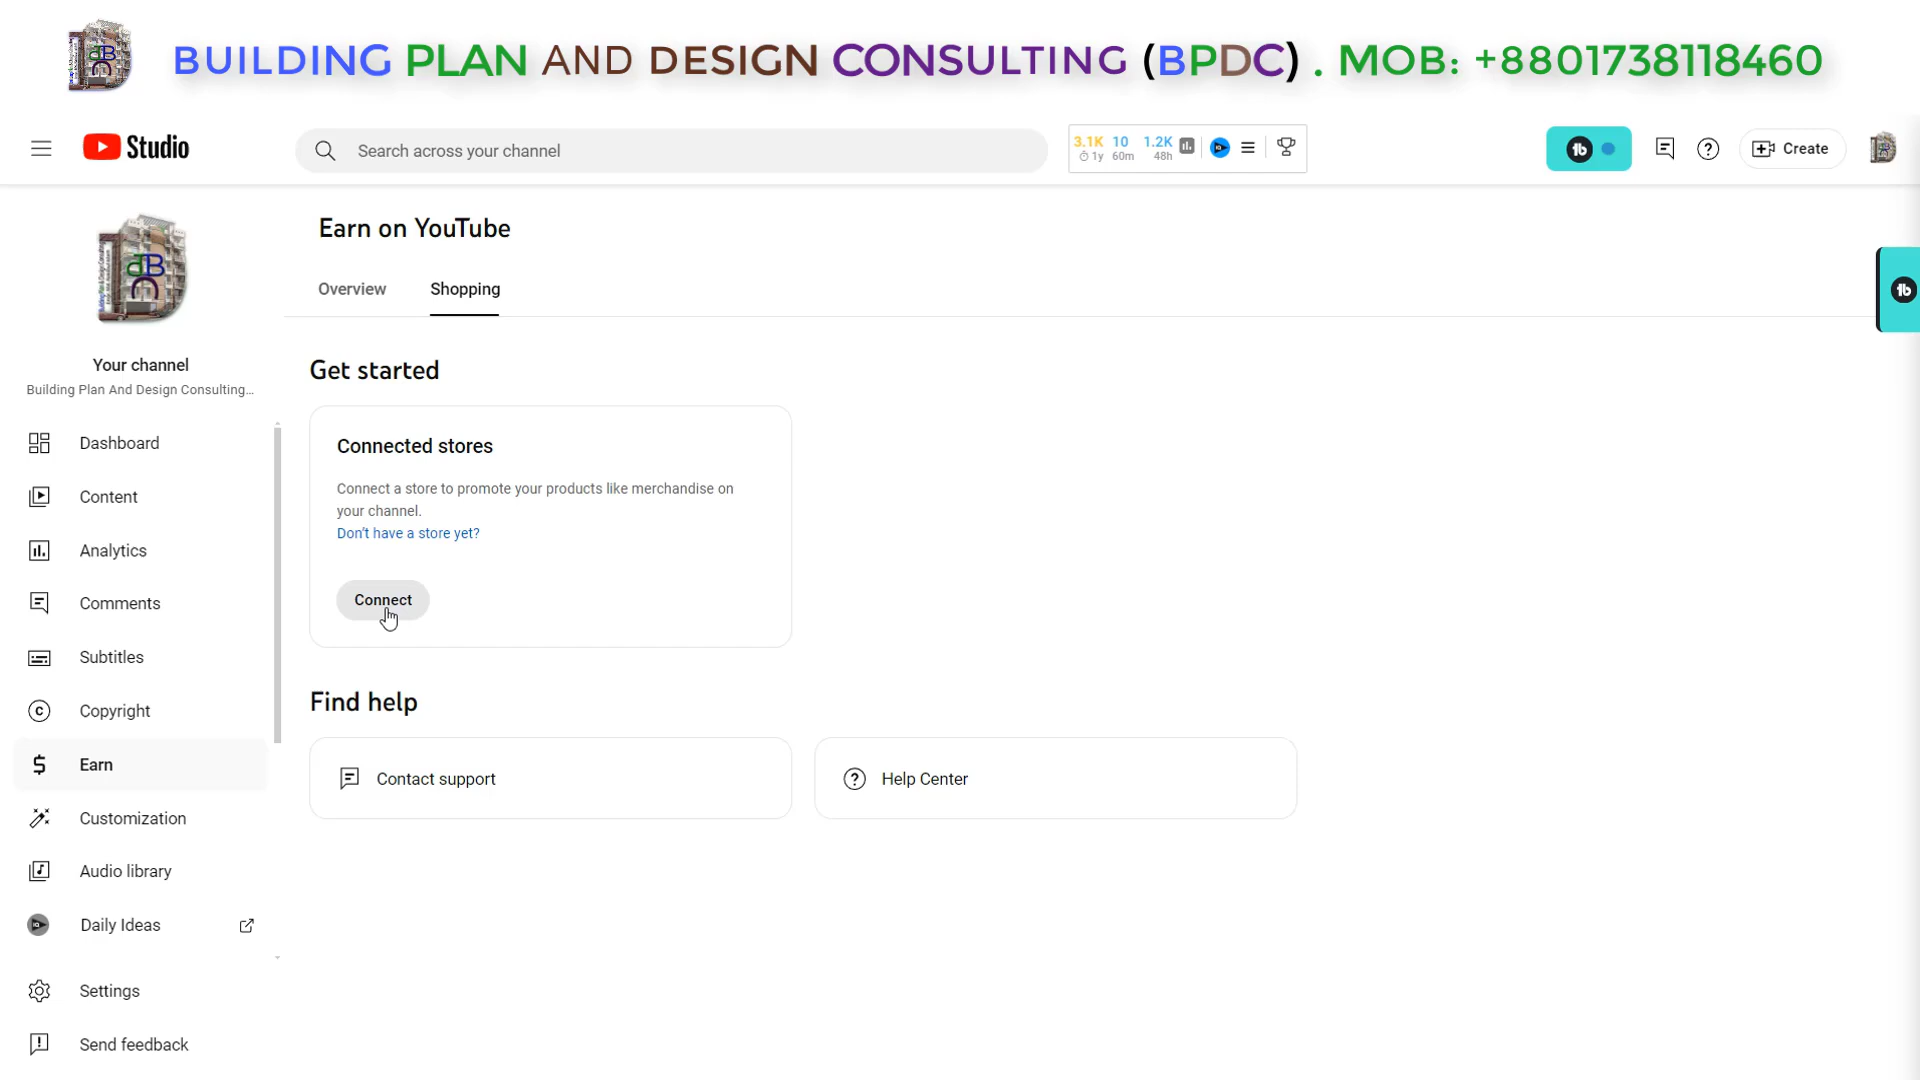 BUILDING PLAN AND DESIGN CONSULTING (BPDC) . MOB: +8801738118460
Studio
Search across your channel
3.1K 10 1.2K
1y 60m 48h
Create
Your channel
Building Plan And Design Consulting...
Dashboard
Content
Analytics
Comments
Subtitles
Copyright
Earn
Customization
Audio library
Daily Ideas
Settings
Send feedback
Earn on YouTube
Overview Shopping
Get started
Connected stores
Connect a store to promote your products like merchandise on
your channel.
Don't have a store yet?
Connect
Find help
Contact support
Help Center